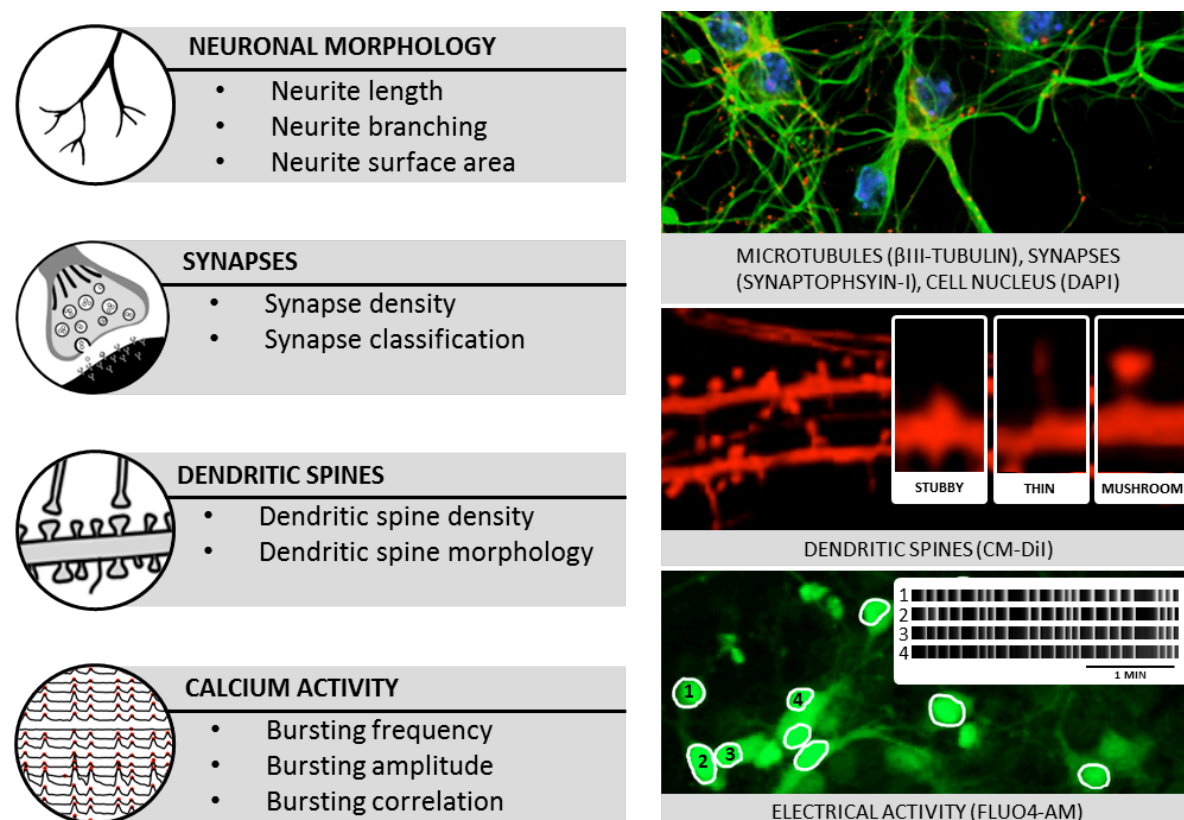 NEURONAL MORPHOLOGY
• Neurite length
• Neurite branching
• Neurite surface area
SYNAPSES
• Synapse density
• Synapse classification
DENDRITIC SPINES
• Dendritic spine density
• Dendritic spine morphology
CALCIUM ACTIVITY
• Bursting frequency
• Bursting amplitude
• Bursting correlation
MICROTUBULES (βIII-TUBULIN), SYNAPSES
(SYNAPTOPHSYIN-I), CELL NUCLEUS (DAPI)
STUBBY
THIN
MUSHROOM
DENDRITIC SPINES (CM-DiI)
1
2
3
4
1 MIN
1
4
2
3
ELECTRICAL ACTIVITY (FLUO4-AM)